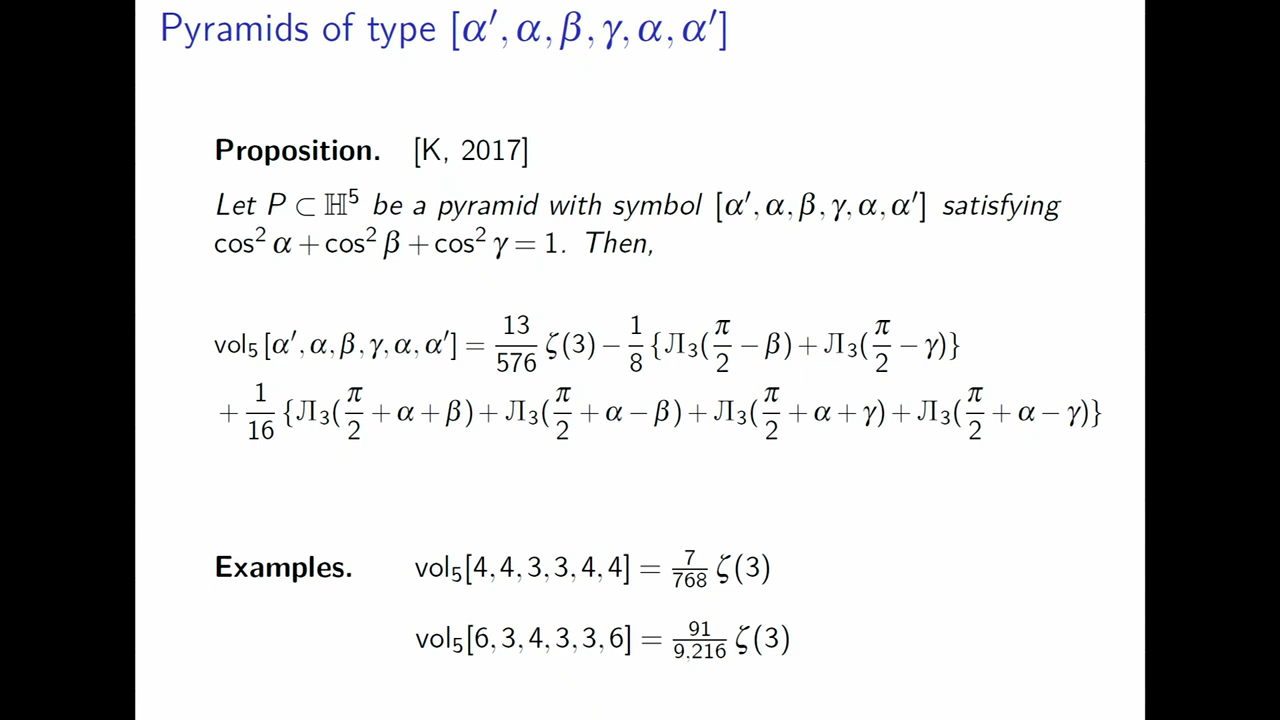 Pyramids of type [α′, α, β, γ, α, α′]
Proposition. [K, 2017]
Let P ⊂ ℍ⁵ be a pyramid with symbol [α′, α, β, γ, α, α′] satisfying
cos² α + cos² β + cos² γ = 1. Then,
vol₅ [α′, α, β, γ, α, α′] = 13/576 ζ(3) − 1/8 {Л₃(π/2 − β) + Л₃(π/2 − γ)}
+ 1/16 {Л₃(π/2 + α + β) + Л₃(π/2 + α − β) + Л₃(π/2 + α + γ) + Л₃(π/2 + α − γ)}
Examples. vol₅[4, 4, 3, 3, 4, 4] = 7/768 ζ(3)
vol₅[6, 3, 4, 3, 3, 6] = 91/9,216 ζ(3)